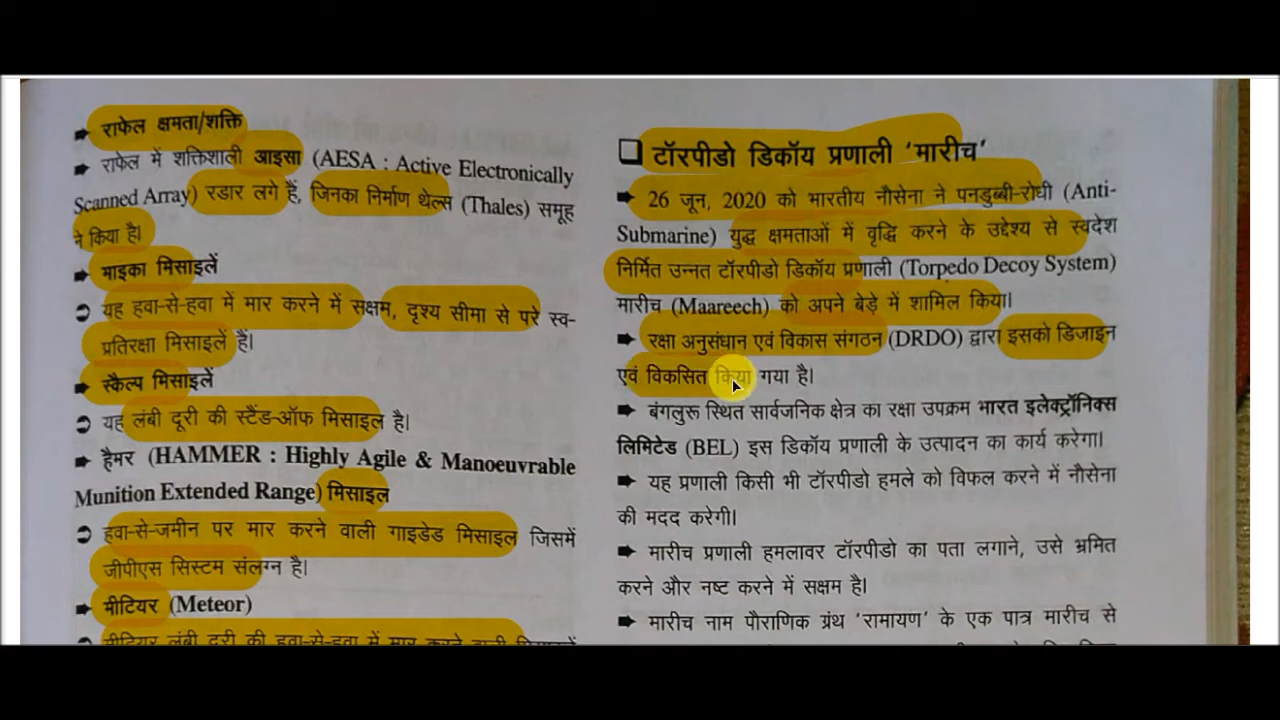 ➨ राफेल क्षमता/शक्ति
➨ राफेल में शक्तिशाली आइसा (AESA : Active Electronically
Scanned Array) रडार लगे हैं, जिनका निर्माण थेल्स (Thales) समूह
ने किया है।
➨ माइका मिसाइलें
➲ यह हवा-से-हवा में मार करने में सक्षम, दृश्य सीमा से परे स्व-
प्रतिरक्षा मिसाइलें हैं।
➨ स्कैल्प मिसाइलें
➲ यह लंबी दूरी की स्टैंड-ऑफ मिसाइल है।
➨ हैमर (HAMMER : Highly Agile & Manoeuvrable
Munition Extended Range) मिसाइल
➲ हवा-से-जमीन पर मार करने वाली गाइडेड मिसाइल जिसमें
जीपीएस सिस्टम संलग्न है।
➨ मीटियर (Meteor)
➲ मीटियर लंबी दूरी की हवा-से-हवा में मार करने वाली
❑ टॉरपीडो डिकॉय प्रणाली ‘मारीच’
➨ 26 जून, 2020 को भारतीय नौसेना ने पनडुब्बी-रोधी (Anti-
Submarine) युद्ध क्षमताओं में वृद्धि करने के उद्देश्य से स्वदेश
निर्मित उन्नत टॉरपीडो डिकॉय प्रणाली (Torpedo Decoy System)
मारीच (Maareech) को अपने बेड़े में शामिल किया।
➨ रक्षा अनुसंधान एवं विकास संगठन (DRDO) द्वारा इसको डिजाइन
एवं विकसित किया गया है।
➨ बंगलुरू स्थित सार्वजनिक क्षेत्र का रक्षा उपक्रम भारत इलेक्ट्रॉनिक्स
लिमिटेड (BEL) इस डिकॉय प्रणाली के उत्पादन का कार्य करेगा।
➨ यह प्रणाली किसी भी टॉरपीडो हमले को विफल करने में नौसेना
की मदद करेगी।
➨ मारीच प्रणाली हमलावर टॉरपीडो का पता लगाने, उसे भ्रमित
करने और नष्ट करने में सक्षम है।
➨ मारीच नाम पौराणिक ग्रंथ ‘रामायण’ के एक पात्र मारीच से